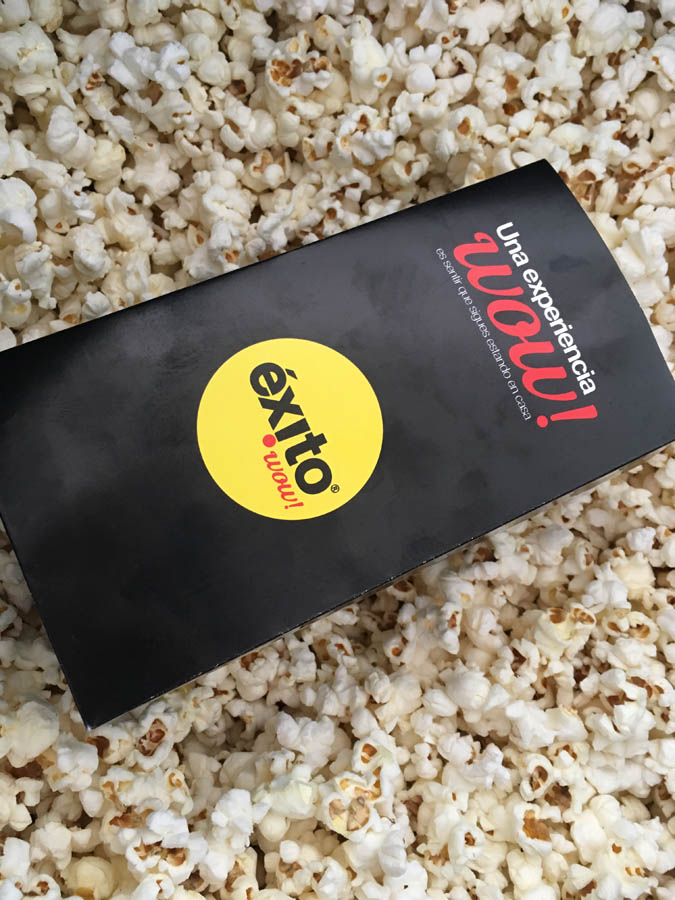 Una experiencia
wow!
es sentir que sigues estando en casa
éxito®
wow!